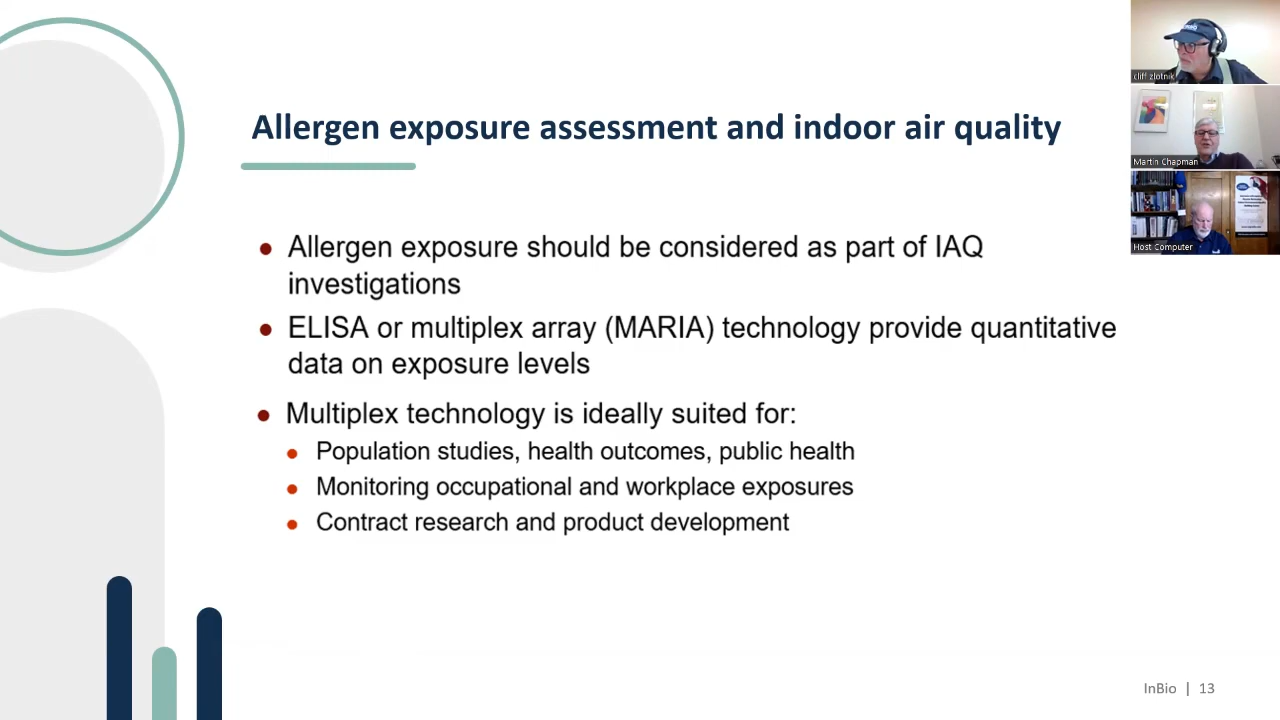 Allergen exposure assessment and indoor air quality
● Allergen exposure should be considered as part of IAQ
investigations
● ELISA or multiplex array (MARIA) technology provide quantitative
data on exposure levels
● Multiplex technology is ideally suited for:
● Population studies, health outcomes, public health
● Monitoring occupational and workplace exposures
● Contract research and product development
InBio | 13
cliff zlotnik
Martin Chapman
Host Computer